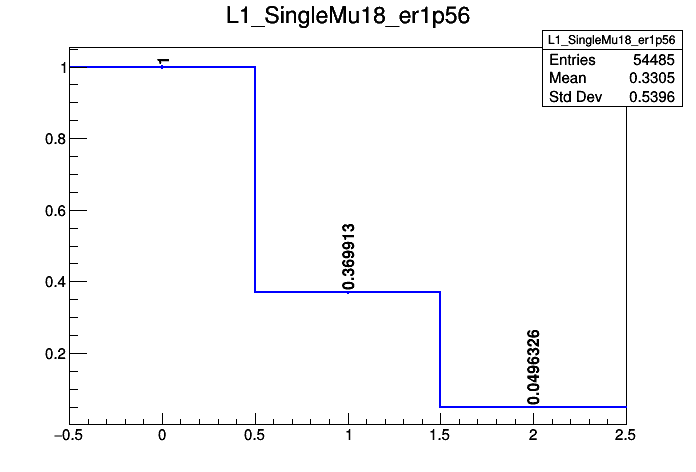 L1_SingleMu18_er1p56
L1_SingleMu18_er1p56
Entries 54485
Mean 0.3305
Std Dev 0.5396
1
0.8
0.6
0.4
0.2
1
0.369913
0.0496326
−0.5 0 0.5 1 1.5 2 2.5